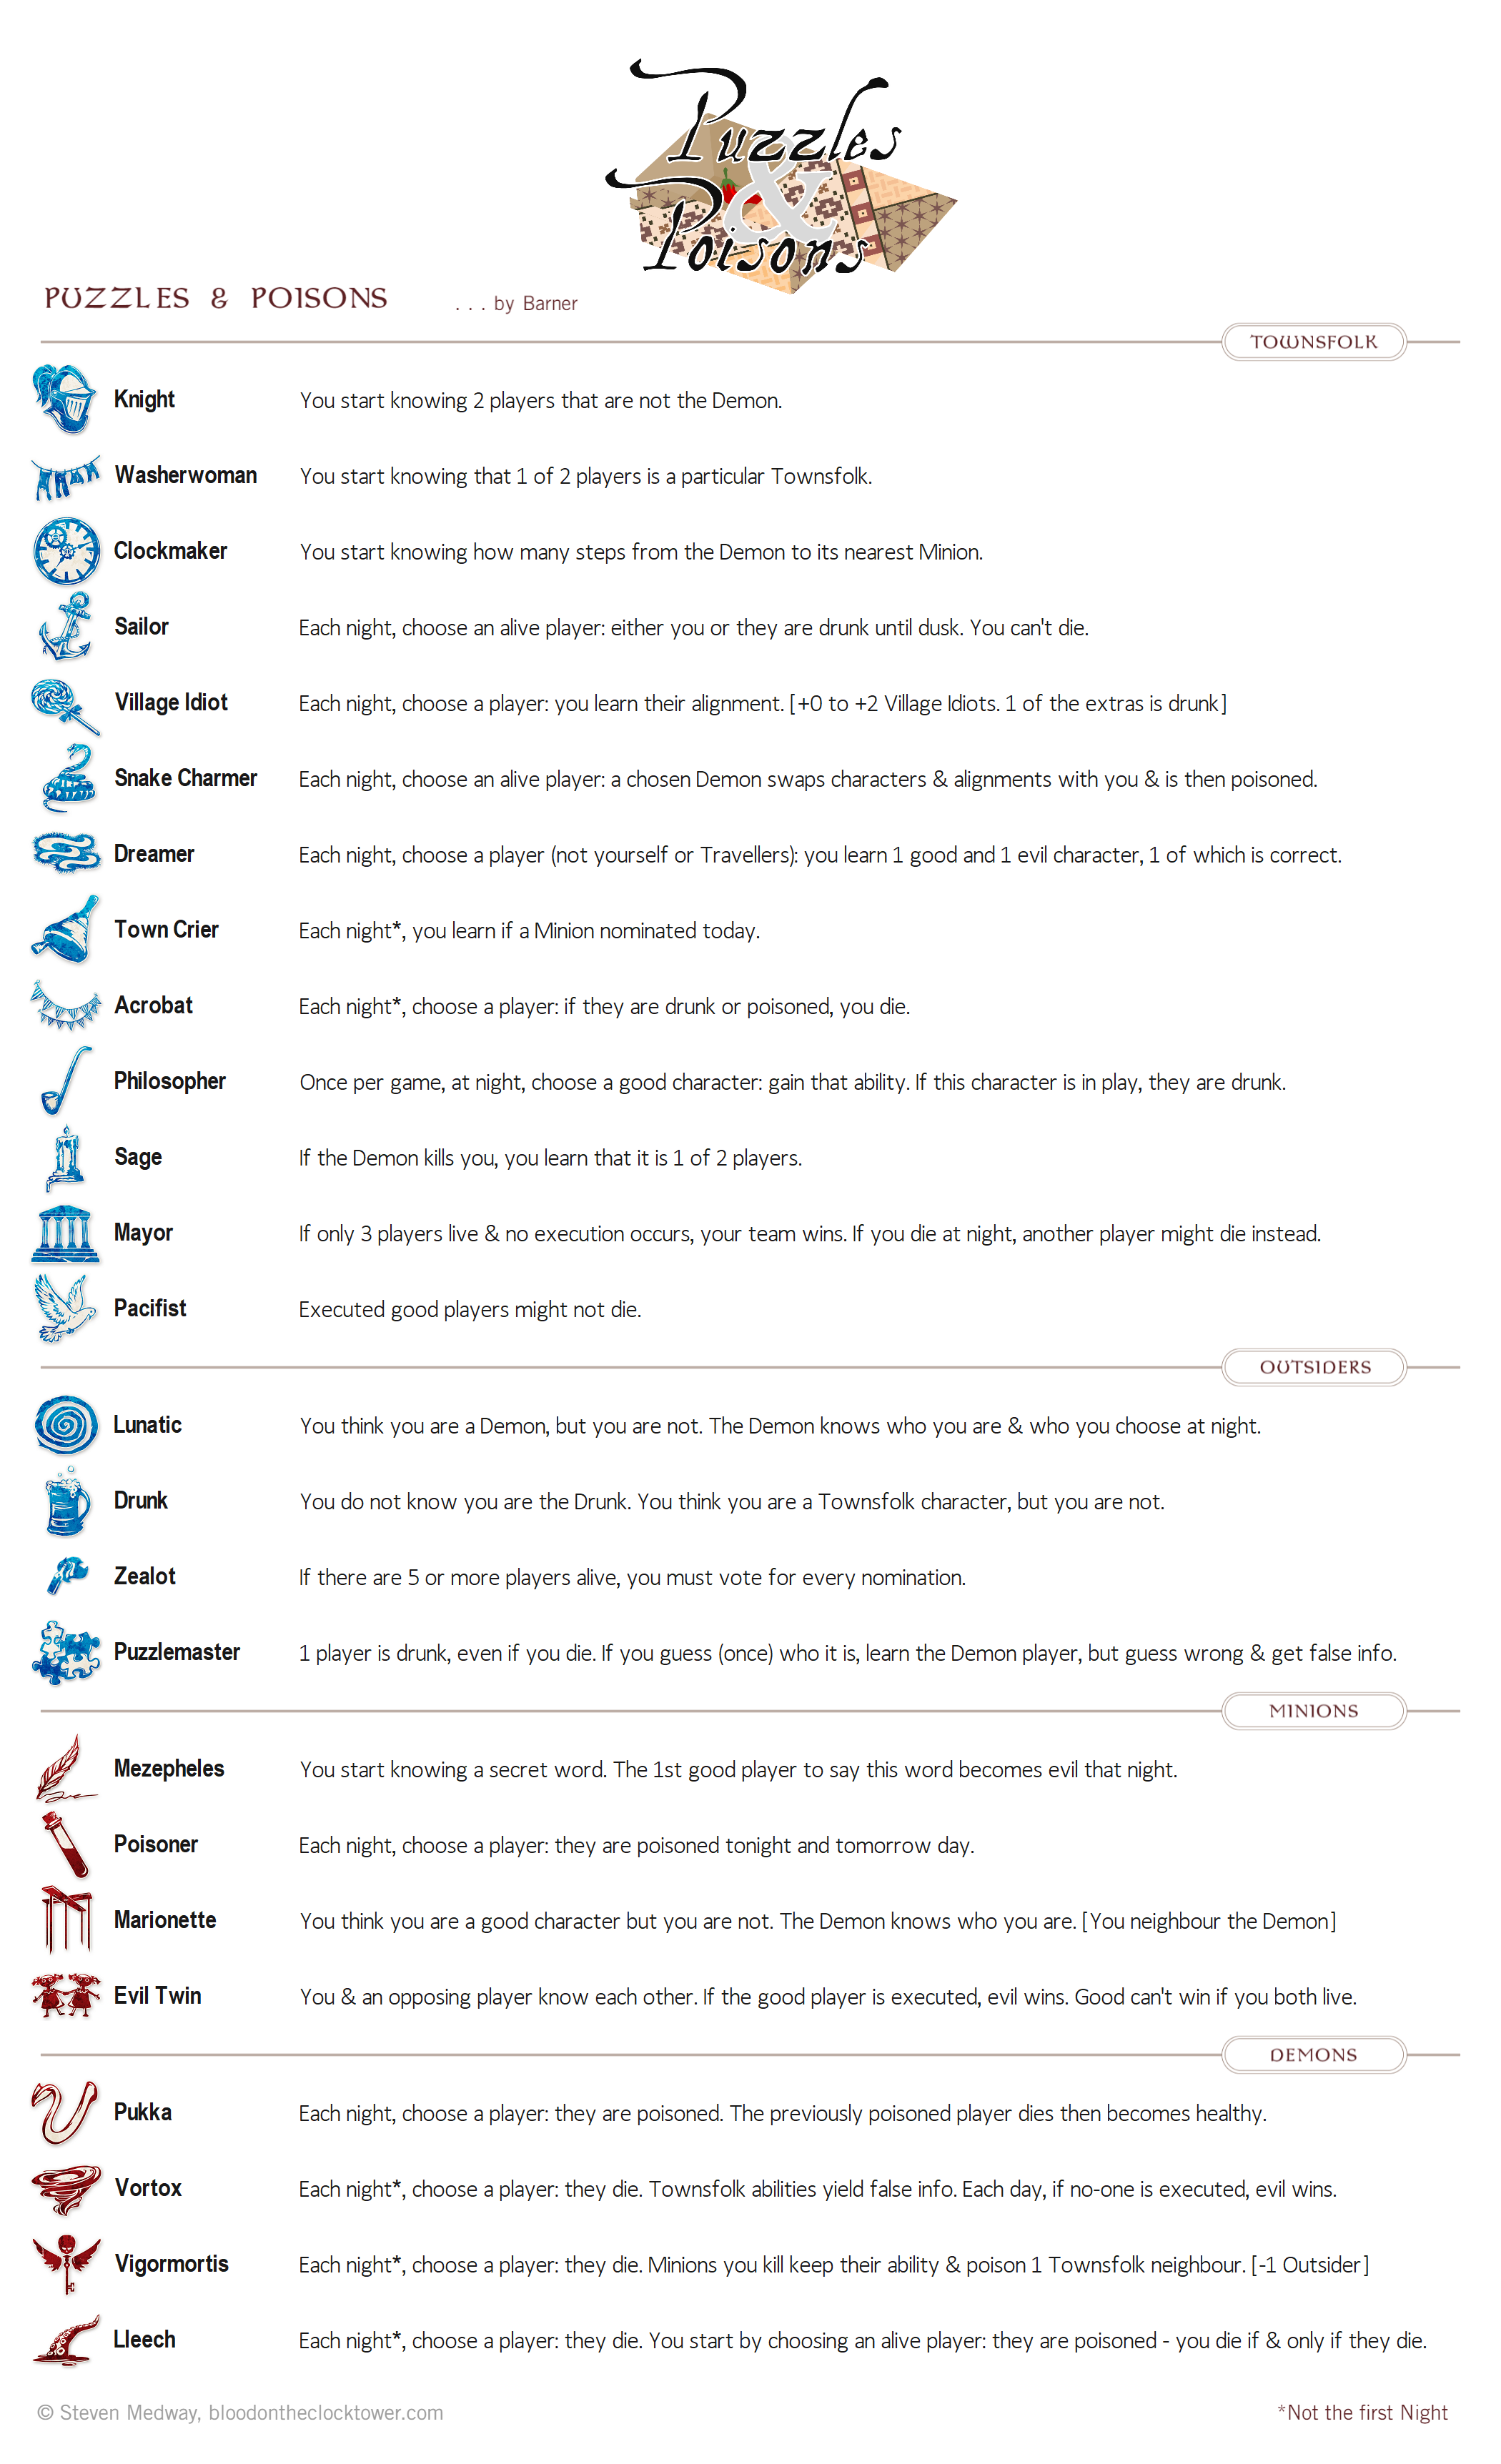 Puzzles
&
Poisons
PUZZLES & POISONS . . . by Barner
TOWNSFOLK
Knight You start knowing 2 players that are not the Demon.
Washerwoman You start knowing that 1 of 2 players is a particular Townsfolk.
Clockmaker You start knowing how many steps from the Demon to its nearest Minion.
Sailor Each night, choose an alive player: either you or they are drunk until dusk. You can't die.
Village Idiot Each night, choose a player: you learn their alignment. [+0 to +2 Village Idiots. 1 of the extras is drunk]
Snake Charmer Each night, choose an alive player: a chosen Demon swaps characters & alignments with you & is then poisoned.
Dreamer Each night, choose a player (not yourself or Travellers): you learn 1 good and 1 evil character, 1 of which is correct.
Town Crier Each night*, you learn if a Minion nominated today.
Acrobat Each night*, choose a player: if they are drunk or poisoned, you die.
Philosopher Once per game, at night, choose a good character: gain that ability. If this character is in play, they are drunk.
Sage If the Demon kills you, you learn that it is 1 of 2 players.
Mayor If only 3 players live & no execution occurs, your team wins. If you die at night, another player might die instead.
Pacifist Executed good players might not die.
OUTSIDERS
Lunatic You think you are a Demon, but you are not. The Demon knows who you are & who you choose at night.
Drunk You do not know you are the Drunk. You think you are a Townsfolk character, but you are not.
Zealot If there are 5 or more players alive, you must vote for every nomination.
Puzzlemaster 1 player is drunk, even if you die. If you guess (once) who it is, learn the Demon player, but guess wrong & get false info.
MINIONS
Mezepheles You start knowing a secret word. The 1st good player to say this word becomes evil that night.
Poisoner Each night, choose a player: they are poisoned tonight and tomorrow day.
Marionette You think you are a good character but you are not. The Demon knows who you are. [You neighbour the Demon]
Evil Twin You & an opposing player know each other. If the good player is executed, evil wins. Good can't win if you both live.
DEMONS
Pukka Each night, choose a player: they are poisoned. The previously poisoned player dies then becomes healthy.
Vortox Each night*, choose a player: they die. Townsfolk abilities yield false info. Each day, if no-one is executed, evil wins.
Vigormortis Each night*, choose a player: they die. Minions you kill keep their ability & poison 1 Townsfolk neighbour. [-1 Outsider]
Lleech Each night*, choose a player: they die. You start by choosing an alive player: they are poisoned - you die if & only if they die.
© Steven Medway, bloodontheclocktower.com *Not the first Night